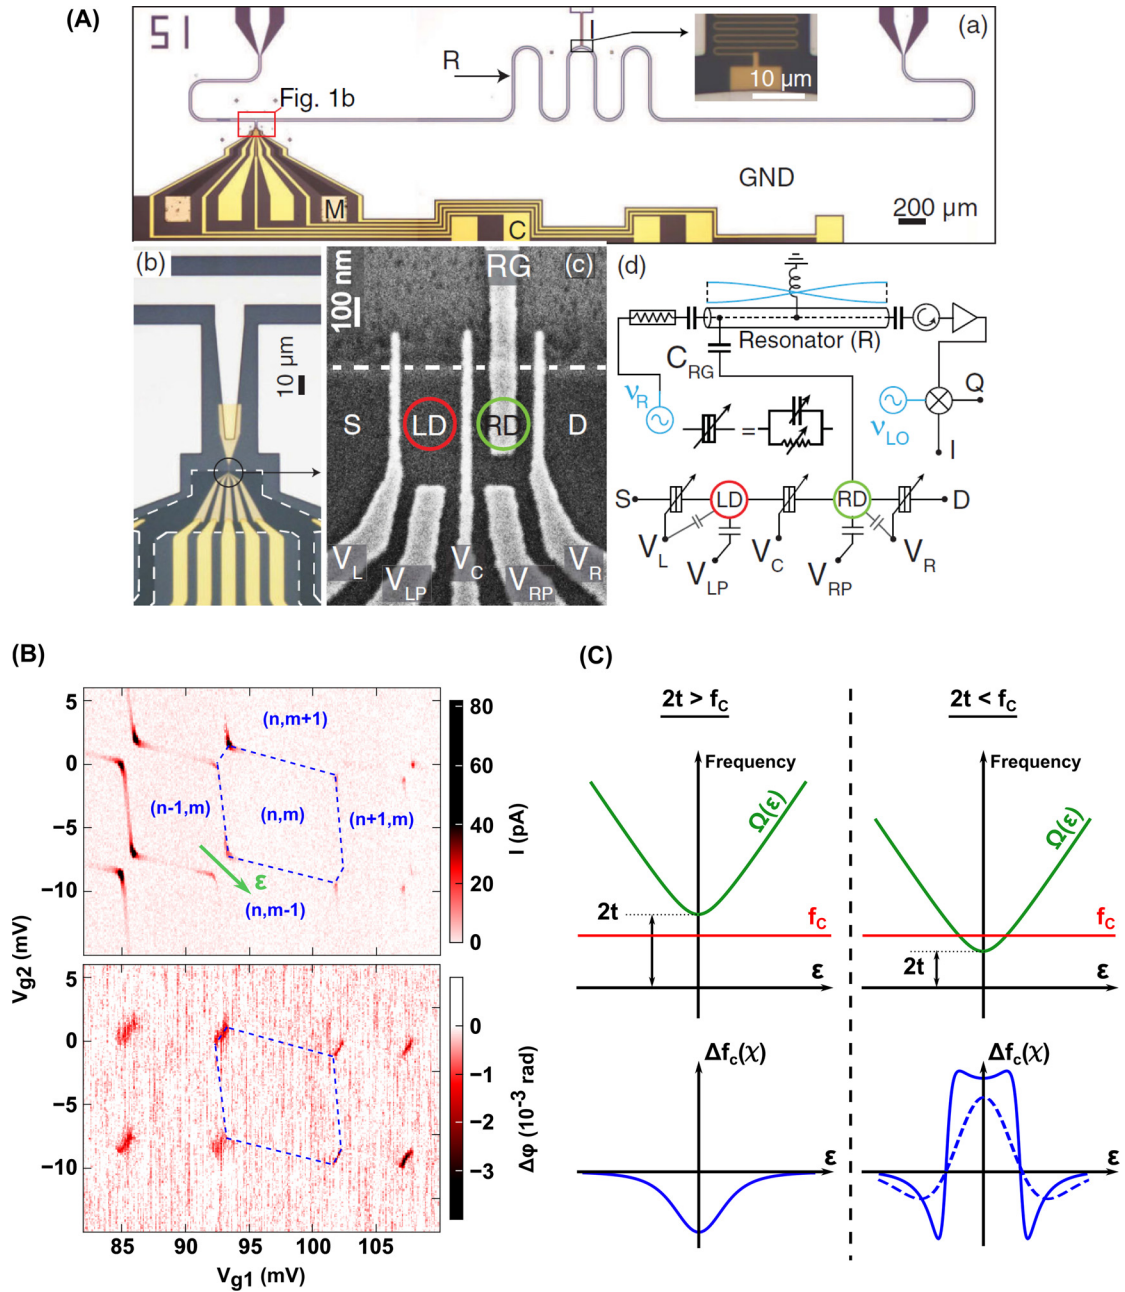 (A)
S1
R
I
(a)
10 μm
Fig. 1b
M
C
GND
200 μm
(b)
10 μm
100 nm
RG
(c)
S
LD
RD
D
V_L
V_LP
V_C
V_RP
V_R
(d)
Resonator (R)
C_RG
ν_R
=
ν_LO
Q
I
S
LD
RD
D
V_L
V_LP
V_C
V_RP
V_R
(B)
5
0
−5
−10
(n,m+1)
(n-1,m)
(n,m)
(n+1,m)
ε
(n,m-1)
80
60
40
20
0
I (pA)
V_g2 (mV)
5
0
−5
−10
0
−1
−2
−3
Δφ (10⁻³ rad)
85 90 95 100 105
V_g1 (mV)
(C)
2t > f_C
2t < f_C
Frequency
Ω(ε)
2t
f_C
ε
Frequency
Ω(ε)
f_C
2t
ε
Δf_c(χ)
ε
Δf_c(χ)
ε